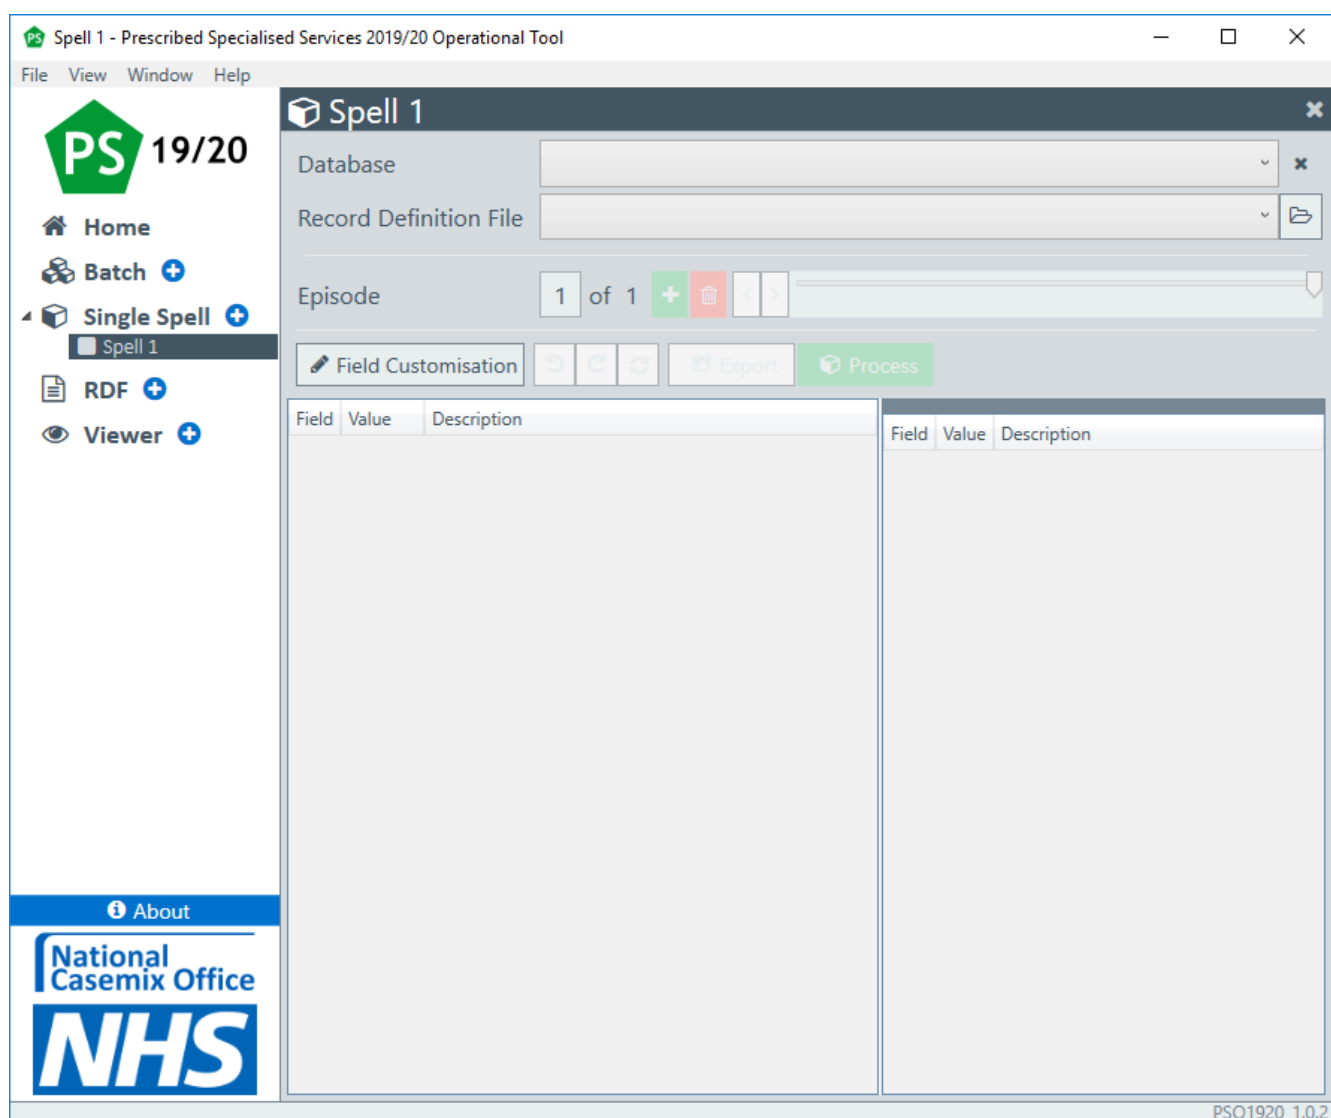 PS Spell 1 - Prescribed Specialised Services 2019/20 Operational Tool
File View Window Help
PS 19/20
Home
Batch
Single Spell
Spell 1
RDF
Viewer
About
National
Casemix Office
NHS
Spell 1
Database
Record Definition File
Episode 1 of 1
Field Customisation Export Process
Field Value Description
Field Value Description
PSO1920 1.0.2